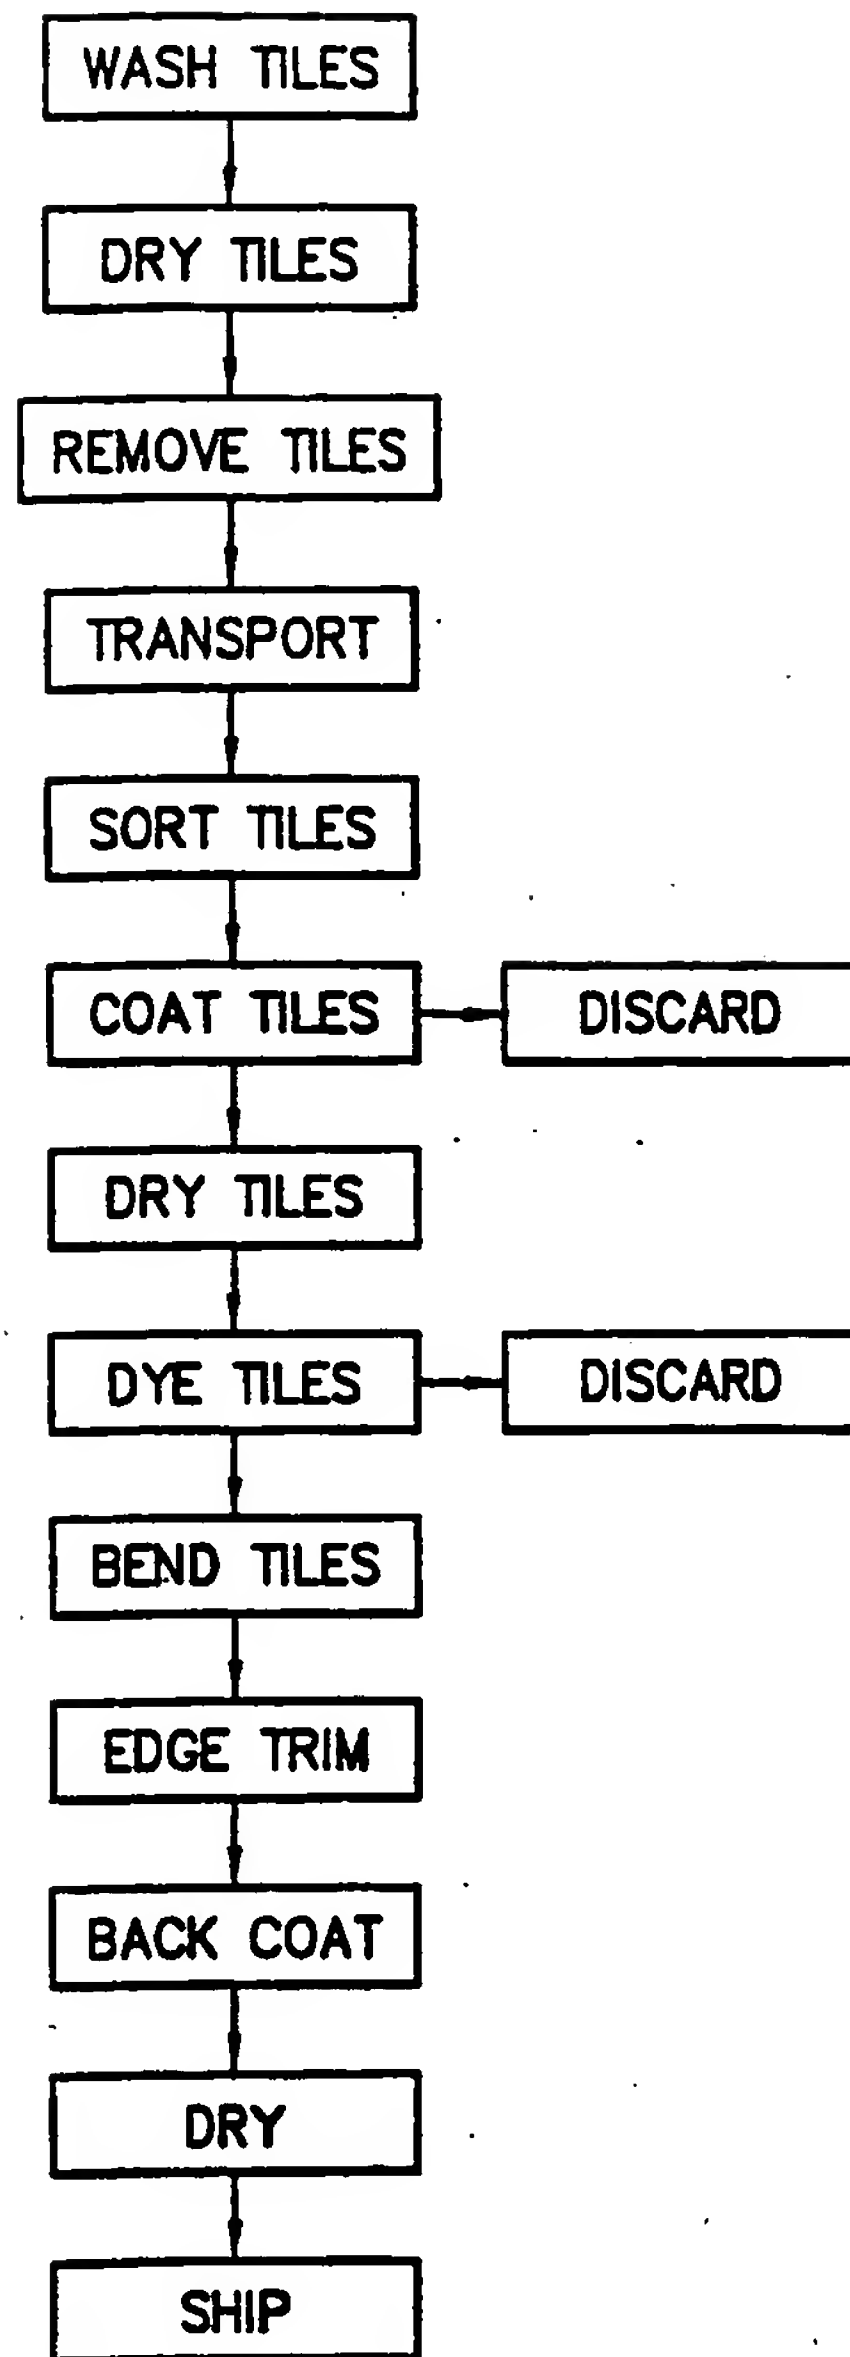 WASH TILES
DRY TILES
REMOVE TILES
TRANSPORT
SORT TILES
COAT TILES
DISCARD
DRY TILES
DYE TILES
DISCARD
BEND TILES
EDGE TRIM
BACK COAT
DRY
SHIP